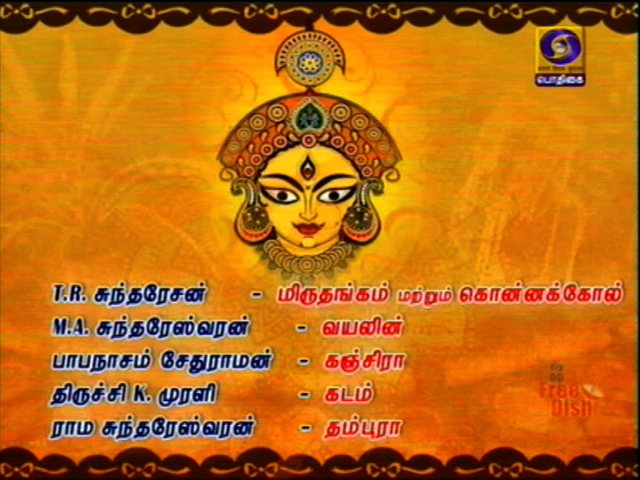 பொதிகை
T.R. சுந்தரேசன் - மிருதங்கம் மற்றும் கொன்னக்கோல்
M.A. சுந்தரேஸ்வரன் - வயலின்
பாபநாசம் சேதுராமன் - கஞ்சிரா
திருச்சி K. முரளி - கடம்
ராம சுந்தரேஸ்வரன் - தம்புரா
Free
Dish